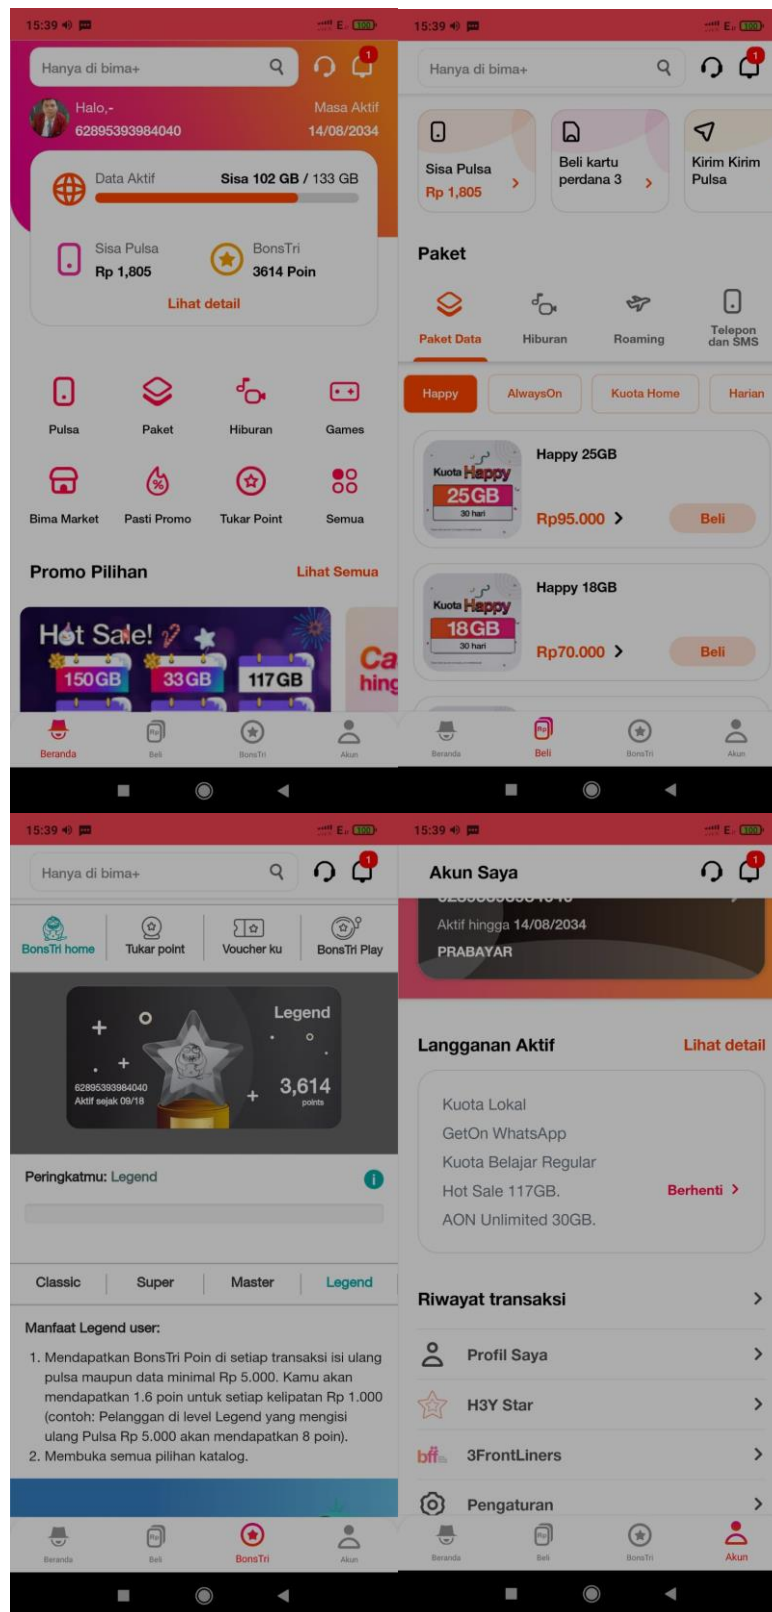 15:39
100
Hanya di bima+
1
Halo,-
62895393984040
Masa Aktif
14/08/2034
Data Aktif
Sisa 102 GB / 133 GB
Sisa Pulsa
Rp 1,805
BonsTri
3614 Poin
Lihat detail
Pulsa
Paket
Hiburan
Games
Bima Market
Pasti Promo
Tukar Point
Semua
Promo Pilihan
Lihat Semua
Hot Sale!
150GB
33GB
117GB
Ca
hing
Beranda
Beli
BonsTri
Akun
15:39
100
Hanya di bima+
1
Sisa Pulsa
Rp 1,805
Beli kartu
perdana 3
Kirim Kirim
Pulsa
Paket
Paket Data
Hiburan
Roaming
Telepon
dan SMS
Happy
AlwaysOn
Kuota Home
Harian
Kuota Happy
25GB
30 hari
Happy 25GB
Rp95.000
Beli
Kuota Happy
18GB
30 hari
Happy 18GB
Rp70.000
Beli
Beranda
Beli
BonsTri
Akun
15:39
100
Hanya di bima+
1
BonsTri home
Tukar point
Voucher ku
BonsTri Play
Legend
62895393984040
Aktif sejak 09/18
3,614
points
Peringkatmu: Legend
Classic
Super
Master
Legend
Manfaat Legend user:
1. Mendapatkan BonsTri Poin di setiap transaksi isi ulang
pulsa maupun data minimal Rp 5.000. Kamu akan
mendapatkan 1.6 poin untuk setiap kelipatan Rp 1.000
(contoh: Pelanggan di level Legend yang mengisi
ulang Pulsa Rp 5.000 akan mendapatkan 8 poin).
2. Membuka semua pilihan katalog.
Beranda
Beli
BonsTri
Akun
15:39
100
Akun Saya
1
62895393984040
Aktif hingga 14/08/2034
PRABAYAR
Langganan Aktif
Lihat detail
Kuota Lokal
GetOn WhatsApp
Kuota Belajar Regular
Hot Sale 117GB.
Berhenti
AON Unlimited 30GB.
Riwayat transaksi
Profil Saya
H3Y Star
bff
3FrontLiners
Pengaturan
Beranda
Beli
BonsTri
Akun